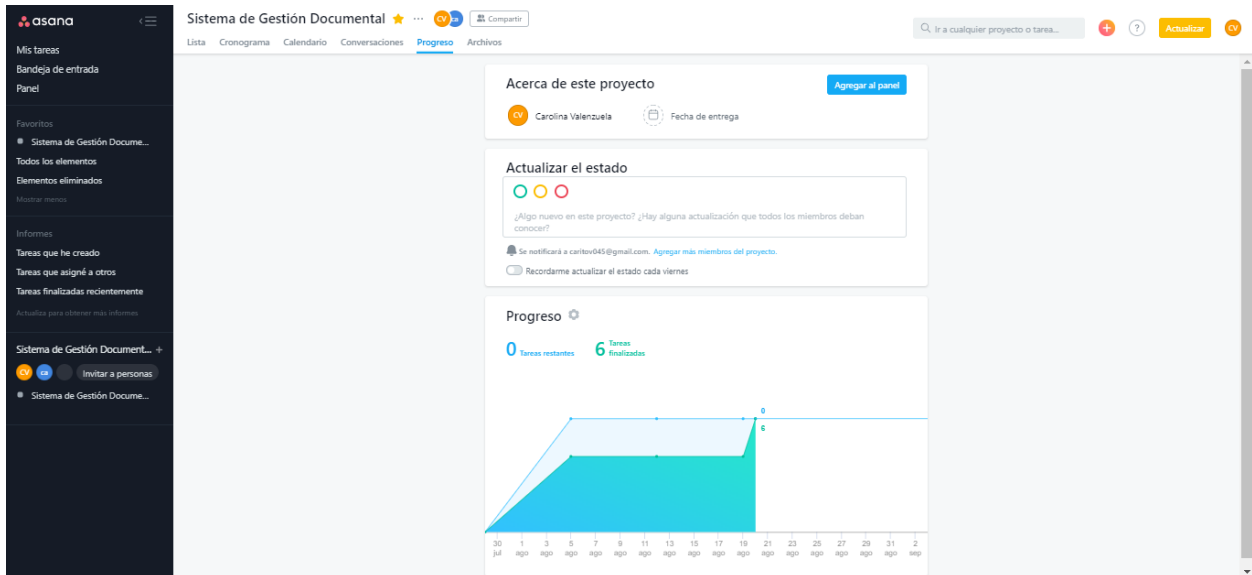 asana
Mis tareas
Bandeja de entrada
Panel
Favoritos
Sistema de Gestión Docume...
Todos los elementos
Elementos eliminados
Mostrar menos
Informes
Tareas que he creado
Tareas que asigné a otros
Tareas finalizadas recientemente
Actualiza para obtener más informes
Sistema de Gestión Document... +
CV ca Invitar a personas
Sistema de Gestión Docume...
Sistema de Gestión Documental ... CV ca Compartir
Lista Cronograma Calendario Conversaciones Progreso Archivos
Ir a cualquier proyecto o tarea... + ? Actualizar CV
Acerca de este proyecto Agregar al panel
CV Carolina Valenzuela Fecha de entrega
Actualizar el estado
¿Algo nuevo en este proyecto? ¿Hay alguna actualización que todos los miembros deban
conocer?
Se notificará a caritov045@gmail.com. Agregar más miembros del proyecto.
Recordarme actualizar el estado cada viernes
Progreso
0 Tareas restantes 6 Tareas finalizadas
0
6
30 1 3 5 7 9 11 13 15 17 19 21 23 25 27 29 31 2
jul ago ago ago ago ago ago ago ago ago ago ago ago ago ago ago ago sep